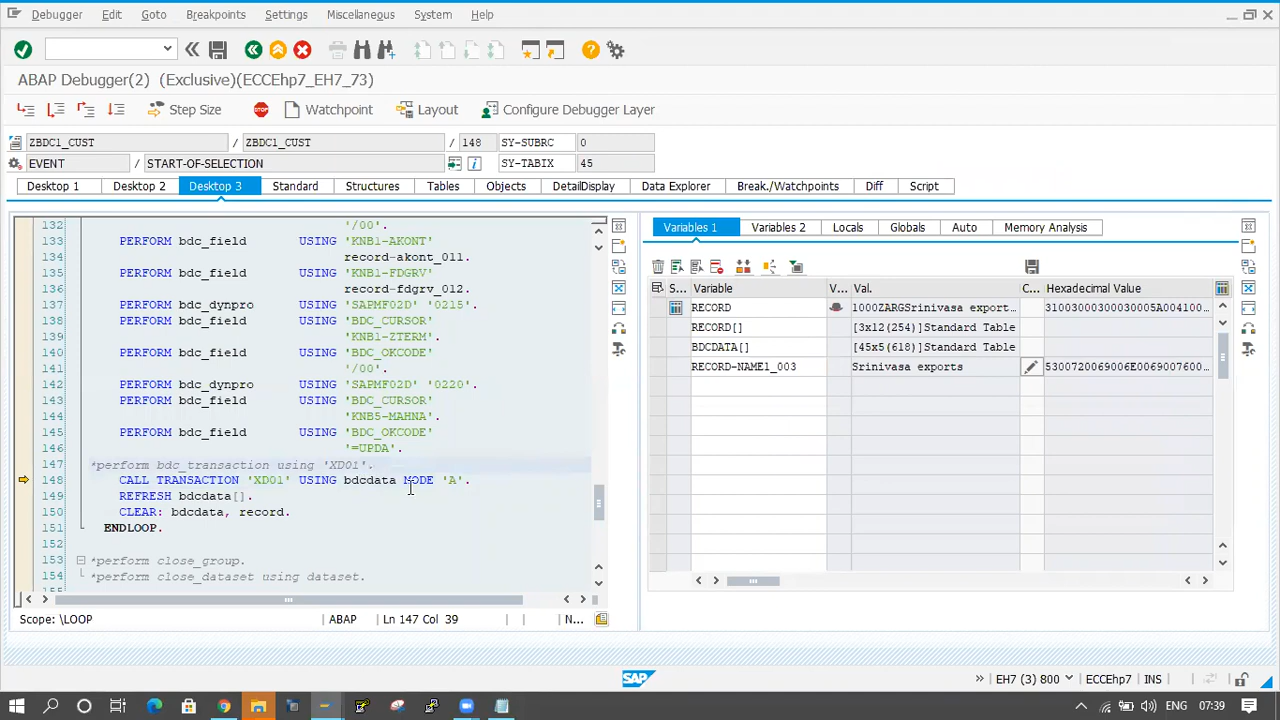 Debugger Edit Goto Breakpoints Settings Miscellaneous System Help
ABAP Debugger(2) (Exclusive)(ECCEhp7_EH7_73)
Step Size Watchpoint Layout Configure Debugger Layer
ZBDC1_CUST / ZBDC1_CUST / 148 SY-SUBRC 0
EVENT / START-OF-SELECTION SY-TABIX 45
Desktop 1 Desktop 2 Desktop 3 Standard Structures Tables Objects DetailDisplay Data Explorer Break./Watchpoints Diff Script
132 '/00'.
133 PERFORM bdc_field USING 'KNB1-AKONT'
134 record-akont_011.
135 PERFORM bdc_field USING 'KNB1-FDGRV'
136 record-fdgrv_012.
137 PERFORM bdc_dynpro USING 'SAPMF02D' '0215'.
138 PERFORM bdc_field USING 'BDC_CURSOR'
139 'KNB1-ZTERM'.
140 PERFORM bdc_field USING 'BDC_OKCODE'
141 '/00'.
142 PERFORM bdc_dynpro USING 'SAPMF02D' '0220'.
143 PERFORM bdc_field USING 'BDC_CURSOR'
144 'KNB5-MAHNA'.
145 PERFORM bdc_field USING 'BDC_OKCODE'
146 '=UPDA'.
147 *perform bdc_transaction using 'XD01'.
148 CALL TRANSACTION 'XD01' USING bdcdata MODE 'A'.
149 REFRESH bdcdata[].
150 CLEAR: bdcdata, record.
151 ENDLOOP.
152
153 *perform close_group.
154 *perform close_dataset using dataset.
Scope: \LOOP ABAP Ln 147 Col 39 N...
Variables 1 Variables 2 Locals Globals Auto Memory Analysis
S... Variable V... Val. C... Hexadecimal Value
RECORD 1000ZARGSrinivasa export... 31003000300030005A004100...
RECORD[] [3x12(254)]Standard Table
BDCDATA[] [45x5(618)]Standard Table
RECORD-NAME1_003 Srinivasa exports 5300720069006E0069007600...
SAP
EH7 (3) 800 ECCEhp7 INS
ENG 07:39